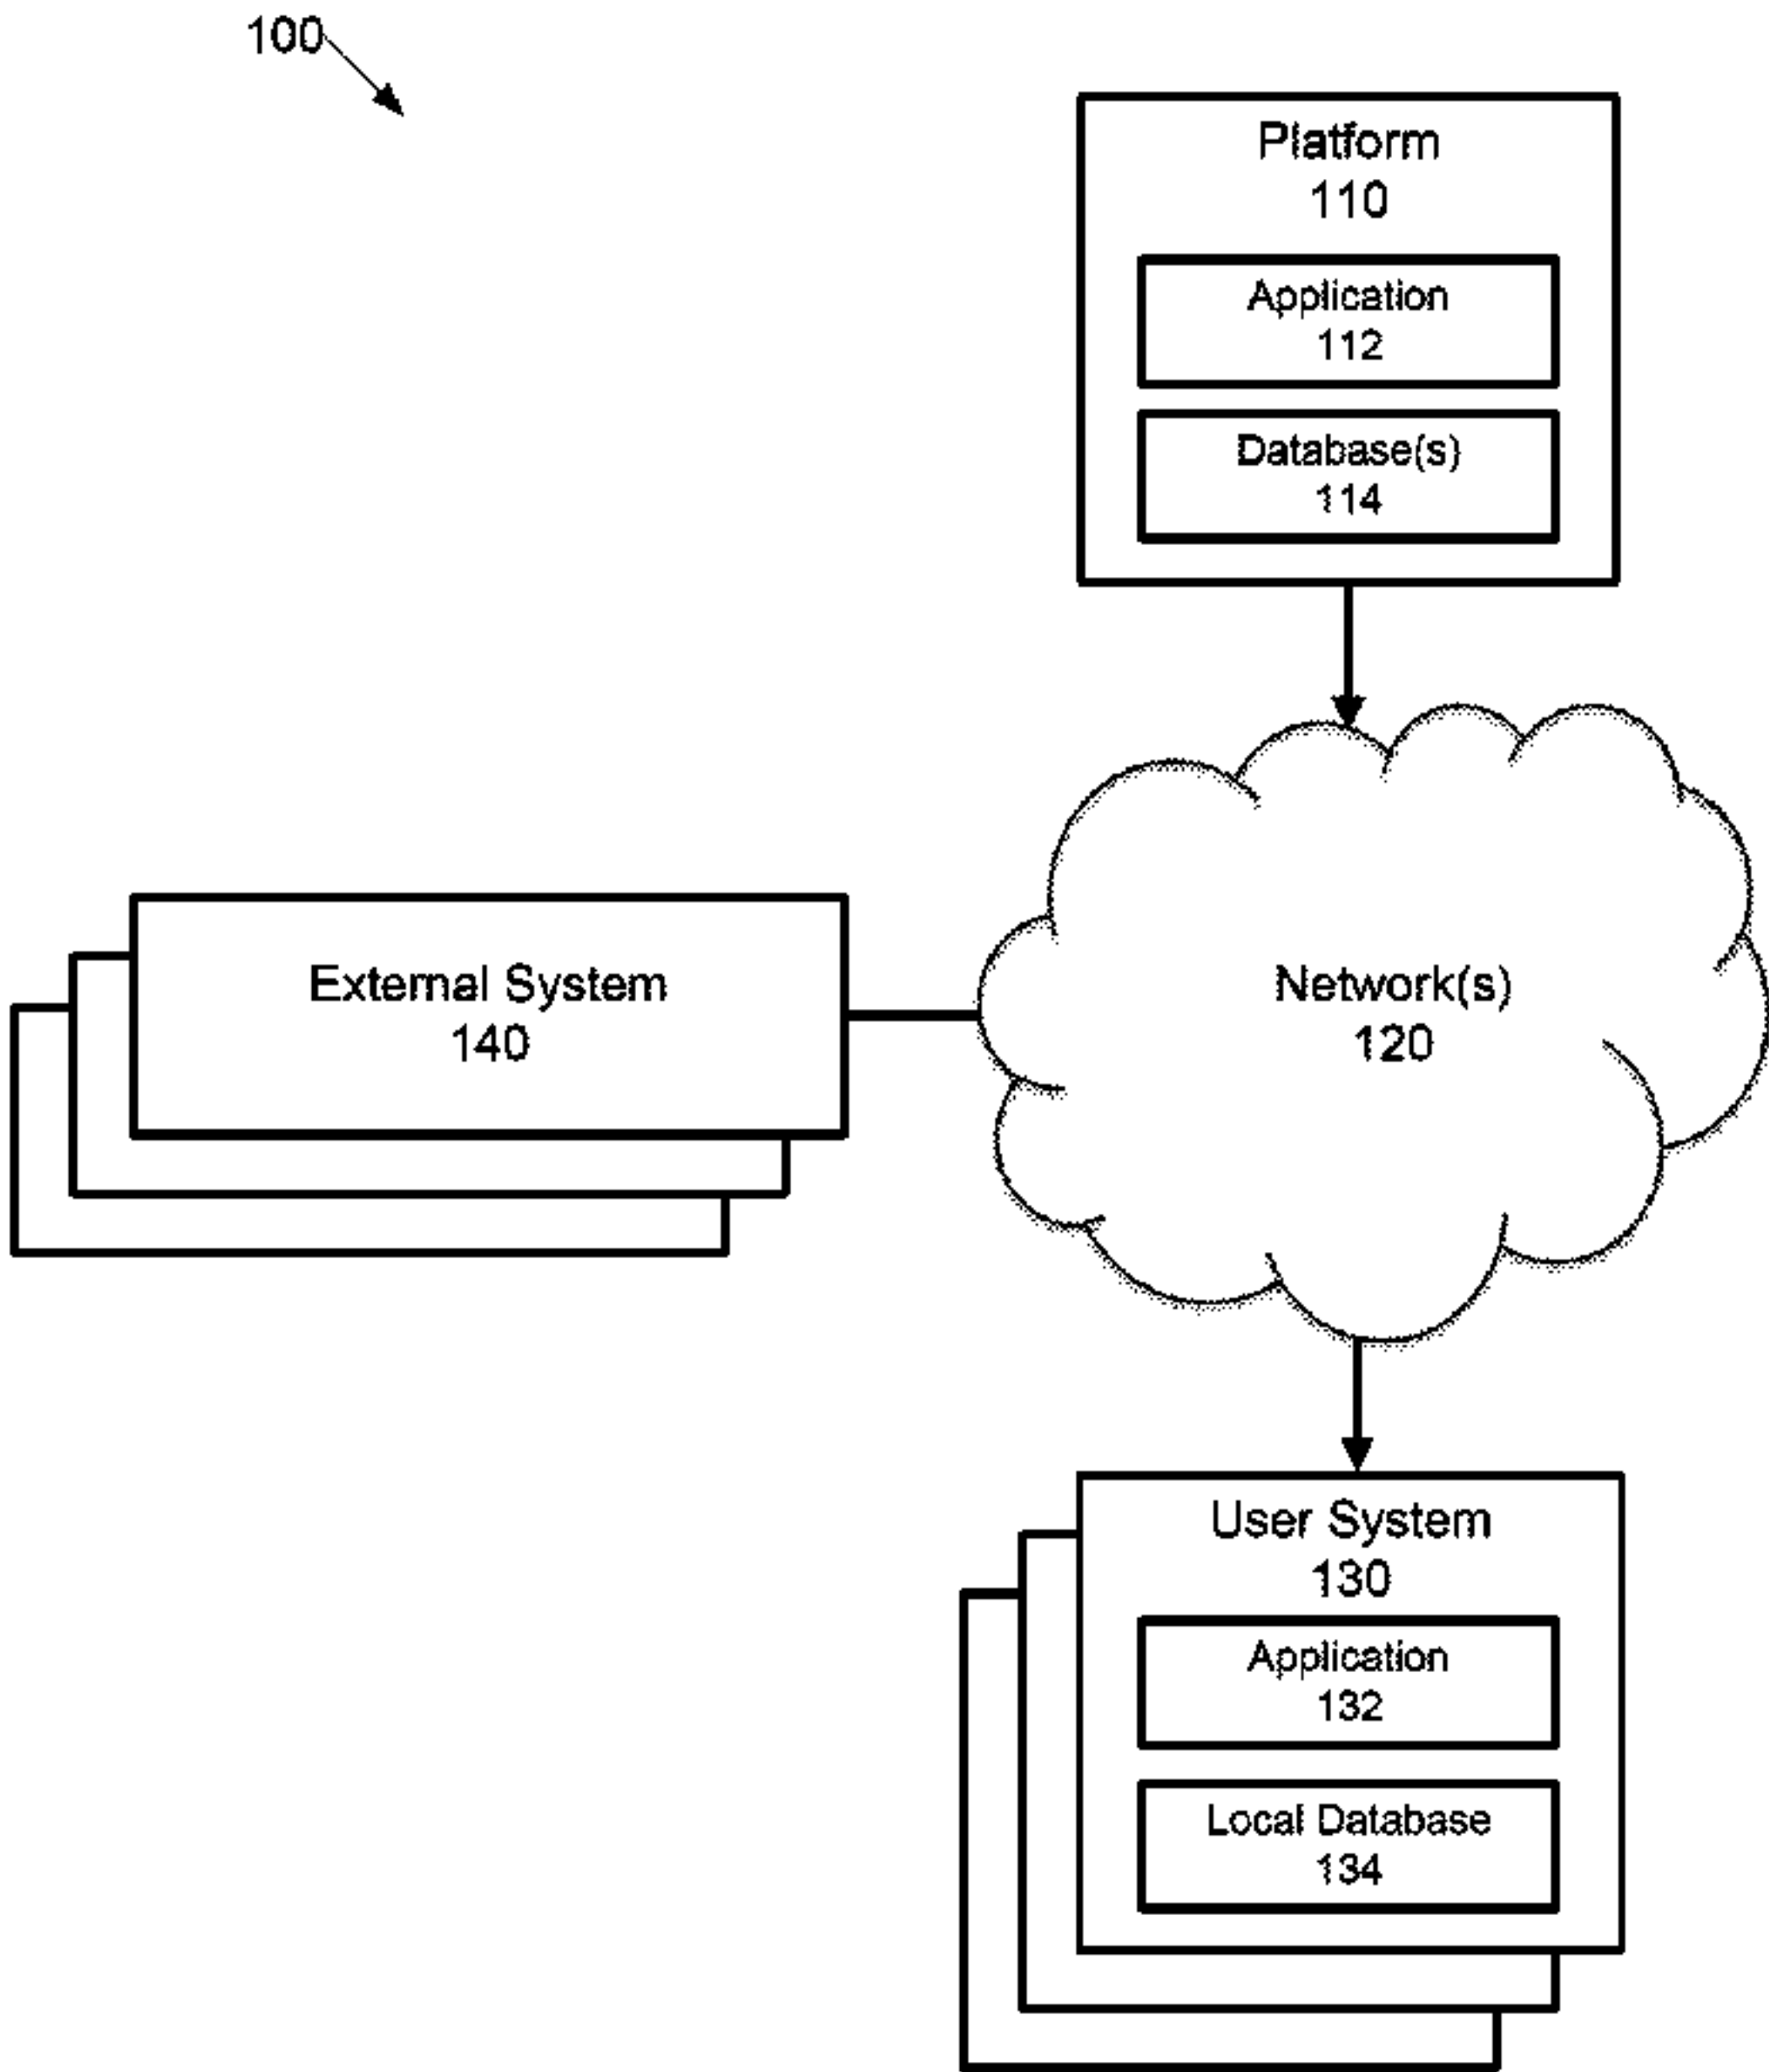 100
Platform
110
Application
112
Database(s)
114
External System
140
Network(s)
120
User System
130
Application
132
Local Database
134